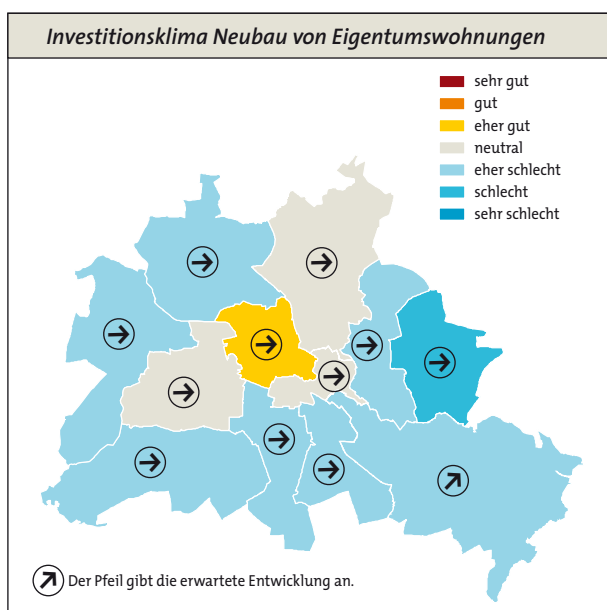 Investitionsklima Neubau von Eigentumswohnungen
sehr gut
gut
eher gut
neutral
eher schlecht
schlecht
sehr schlecht
Der Pfeil gibt die erwartete Entwicklung an.